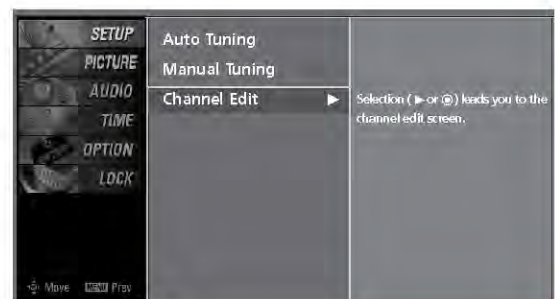 SETUP
PICTURE
AUDIO
TIME
OPTION
LOCK
Move MENU Prev
Auto Tuning
Manual Tuning
Channel Edit ▶
Selection ( ▶ or ◉ ) leads you to the
channel edit screen.